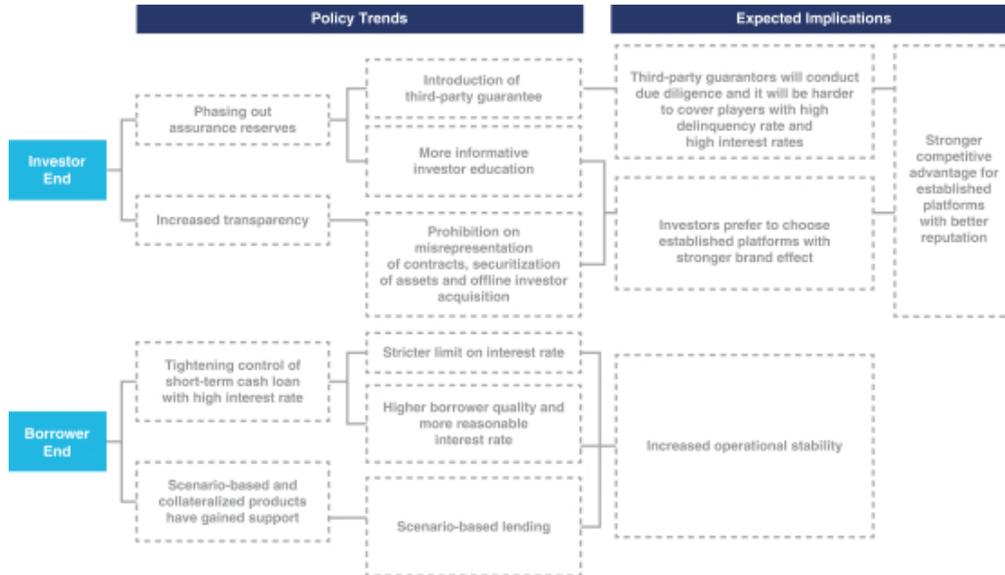 Policy Trends
Expected Implications
Investor
End
Phasing out
assurance reserves
Increased transparency
Introduction of
third-party guarantee
More informative
investor education
Prohibition on
misrepresentation
of contracts, securitization
of assets and offline investor
acquisition
Third-party guarantors will conduct
due diligence and it will be harder
to cover players with high
delinquency rate and
high interest rates
Investors prefer to choose
established platforms with
stronger brand effect
Stronger
competitive
advantage for
established
platforms
with better
reputation
Borrower
End
Tightening control of
short-term cash loan
with high interest rate
Scenario-based and
collateralized products
have gained support
Stricter limit on interest rate
Higher borrower quality and
more reasonable
interest rate
Scenario-based lending
Increased operational stability